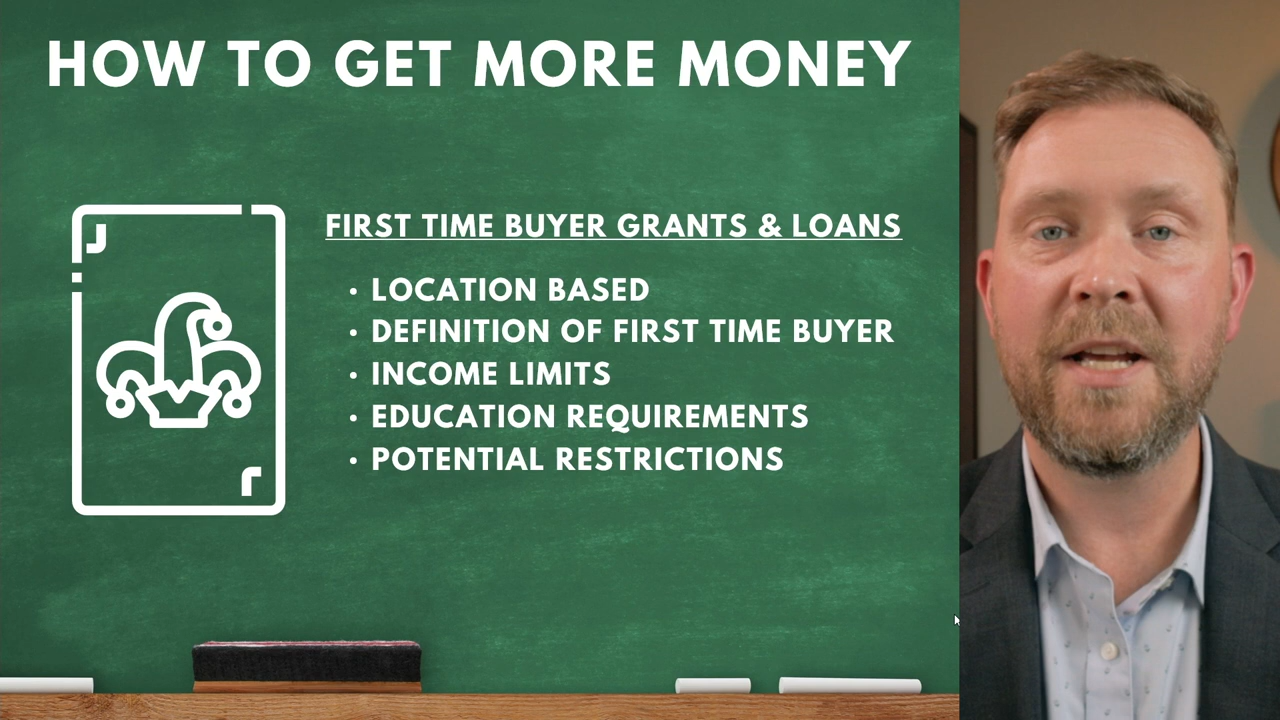 HOW TO GET MORE MONEY
J
FIRST TIME BUYER GRANTS & LOANS
• LOCATION BASED
• DEFINITION OF FIRST TIME BUYER
• INCOME LIMITS
• EDUCATION REQUIREMENTS
• POTENTIAL RESTRICTIONS
J